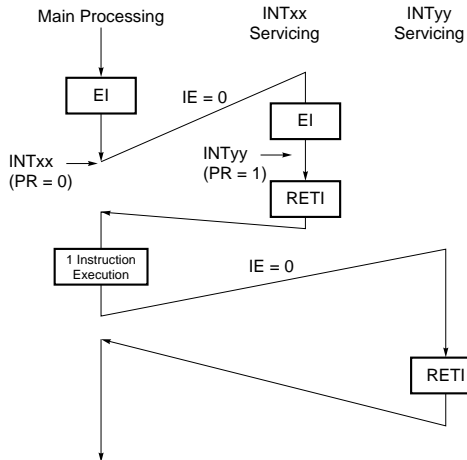 Main Processing
INTxx
Servicing
INTyy
Servicing
EI
IE = 0
EI
INTxx
(PR = 0)
INTyy
(PR = 1)
RETI
1 Instruction
Execution
IE = 0
RETI